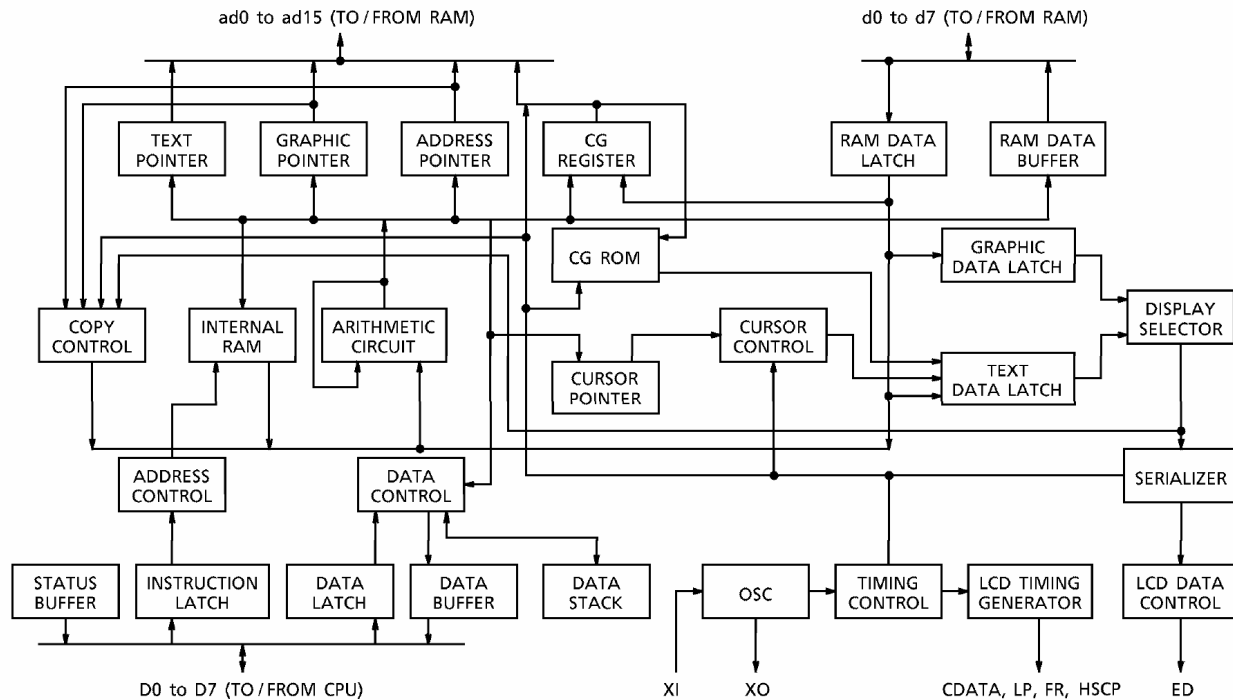 ad0 to ad15 (TO / FROM RAM)
d0 to d7 (TO / FROM RAM)
TEXT
POINTER
GRAPHIC
POINTER
ADDRESS
POINTER
CG
REGISTER
RAM DATA
LATCH
RAM DATA
BUFFER
CG ROM
GRAPHIC
DATA LATCH
COPY
CONTROL
INTERNAL
RAM
ARITHMETIC
CIRCUIT
CURSOR
POINTER
CURSOR
CONTROL
TEXT
DATA LATCH
DISPLAY
SELECTOR
ADDRESS
CONTROL
DATA
CONTROL
SERIALIZER
STATUS
BUFFER
INSTRUCTION
LATCH
DATA
LATCH
DATA
BUFFER
DATA
STACK
OSC
TIMING
CONTROL
LCD TIMING
GENERATOR
LCD DATA
CONTROL
D0 to D7 (TO / FROM CPU)
XI
XO
CDATA, LP, FR, HSCP
ED